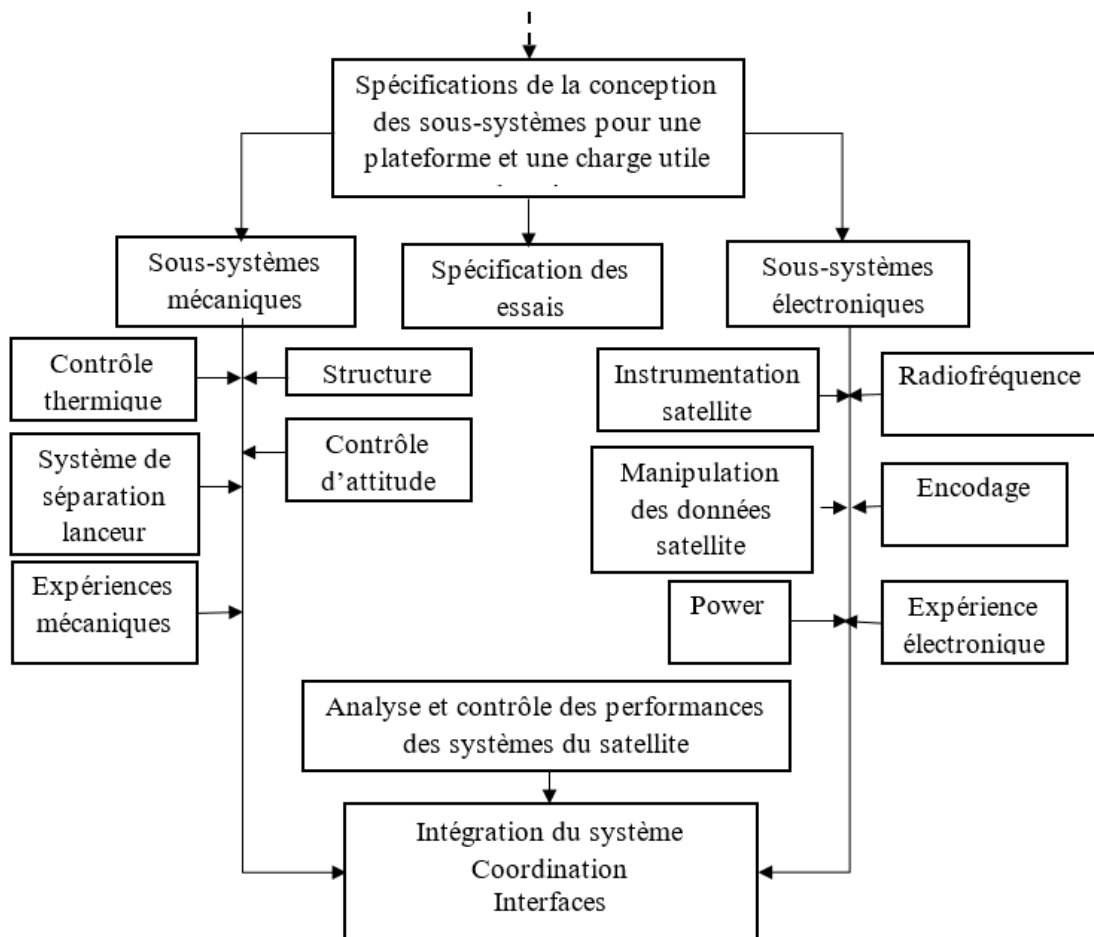 Spécifications de la conception
des sous-systèmes pour une
plateforme et une charge utile
Sous-systèmes
mécaniques
Spécification des
essais
Sous-systèmes
électroniques
Contrôle
thermique
Structure
Instrumentation
satellite
Radiofréquence
Système de
séparation
lanceur
Contrôle
d’attitude
Manipulation
des données
satellite
Encodage
Expériences
mécaniques
Power
Expérience
électronique
Analyse et contrôle des performances
des systèmes du satellite
Intégration du système
Coordination
Interfaces